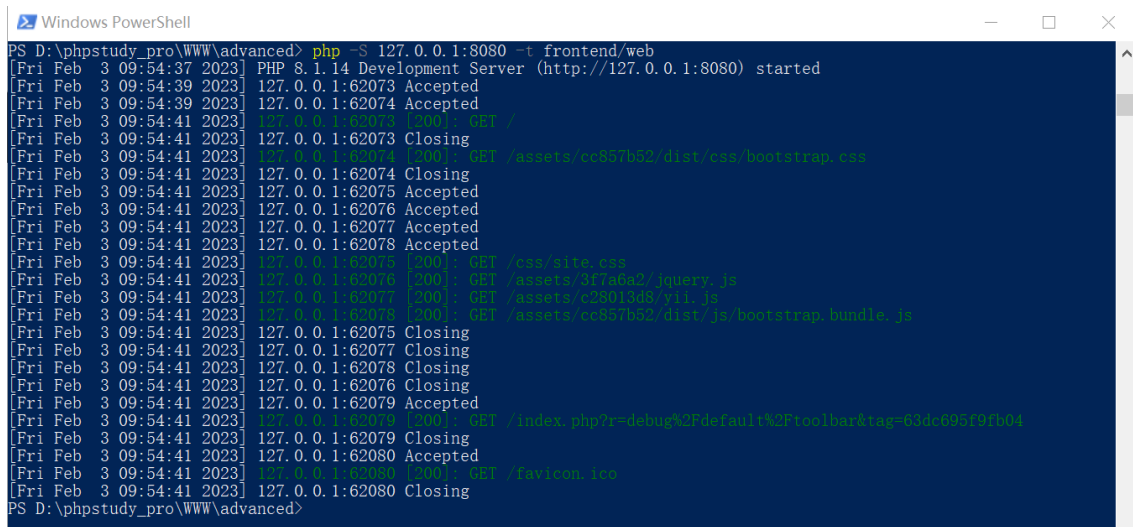 Windows PowerShell
PS D:\phpstudy_pro\WWW\advanced> php -S 127.0.0.1:8080 -t frontend/web
[Fri Feb  3 09:54:37 2023] PHP 8.1.14 Development Server (http://127.0.0.1:8080) started
[Fri Feb  3 09:54:39 2023] 127.0.0.1:62073 Accepted
[Fri Feb  3 09:54:39 2023] 127.0.0.1:62074 Accepted
[Fri Feb  3 09:54:41 2023] 127.0.0.1:62073 [200]: GET /
[Fri Feb  3 09:54:41 2023] 127.0.0.1:62073 Closing
[Fri Feb  3 09:54:41 2023] 127.0.0.1:62074 [200]: GET /assets/cc857b52/dist/css/bootstrap.css
[Fri Feb  3 09:54:41 2023] 127.0.0.1:62074 Closing
[Fri Feb  3 09:54:41 2023] 127.0.0.1:62075 Accepted
[Fri Feb  3 09:54:41 2023] 127.0.0.1:62076 Accepted
[Fri Feb  3 09:54:41 2023] 127.0.0.1:62077 Accepted
[Fri Feb  3 09:54:41 2023] 127.0.0.1:62078 Accepted
[Fri Feb  3 09:54:41 2023] 127.0.0.1:62075 [200]: GET /css/site.css
[Fri Feb  3 09:54:41 2023] 127.0.0.1:62076 [200]: GET /assets/3f7a6a2/jquery.js
[Fri Feb  3 09:54:41 2023] 127.0.0.1:62077 [200]: GET /assets/c28013d8/yii.js
[Fri Feb  3 09:54:41 2023] 127.0.0.1:62078 [200]: GET /assets/cc857b52/dist/js/bootstrap.bundle.js
[Fri Feb  3 09:54:41 2023] 127.0.0.1:62075 Closing
[Fri Feb  3 09:54:41 2023] 127.0.0.1:62077 Closing
[Fri Feb  3 09:54:41 2023] 127.0.0.1:62078 Closing
[Fri Feb  3 09:54:41 2023] 127.0.0.1:62076 Closing
[Fri Feb  3 09:54:41 2023] 127.0.0.1:62079 Accepted
[Fri Feb  3 09:54:41 2023] 127.0.0.1:62079 [200]: GET /index.php?r=debug%2Fdefault%2Ftoolbar&tag=63dc695f9fb04
[Fri Feb  3 09:54:41 2023] 127.0.0.1:62079 Closing
[Fri Feb  3 09:54:41 2023] 127.0.0.1:62080 Accepted
[Fri Feb  3 09:54:41 2023] 127.0.0.1:62080 [200]: GET /favicon.ico
[Fri Feb  3 09:54:41 2023] 127.0.0.1:62080 Closing
PS D:\phpstudy_pro\WWW\advanced>